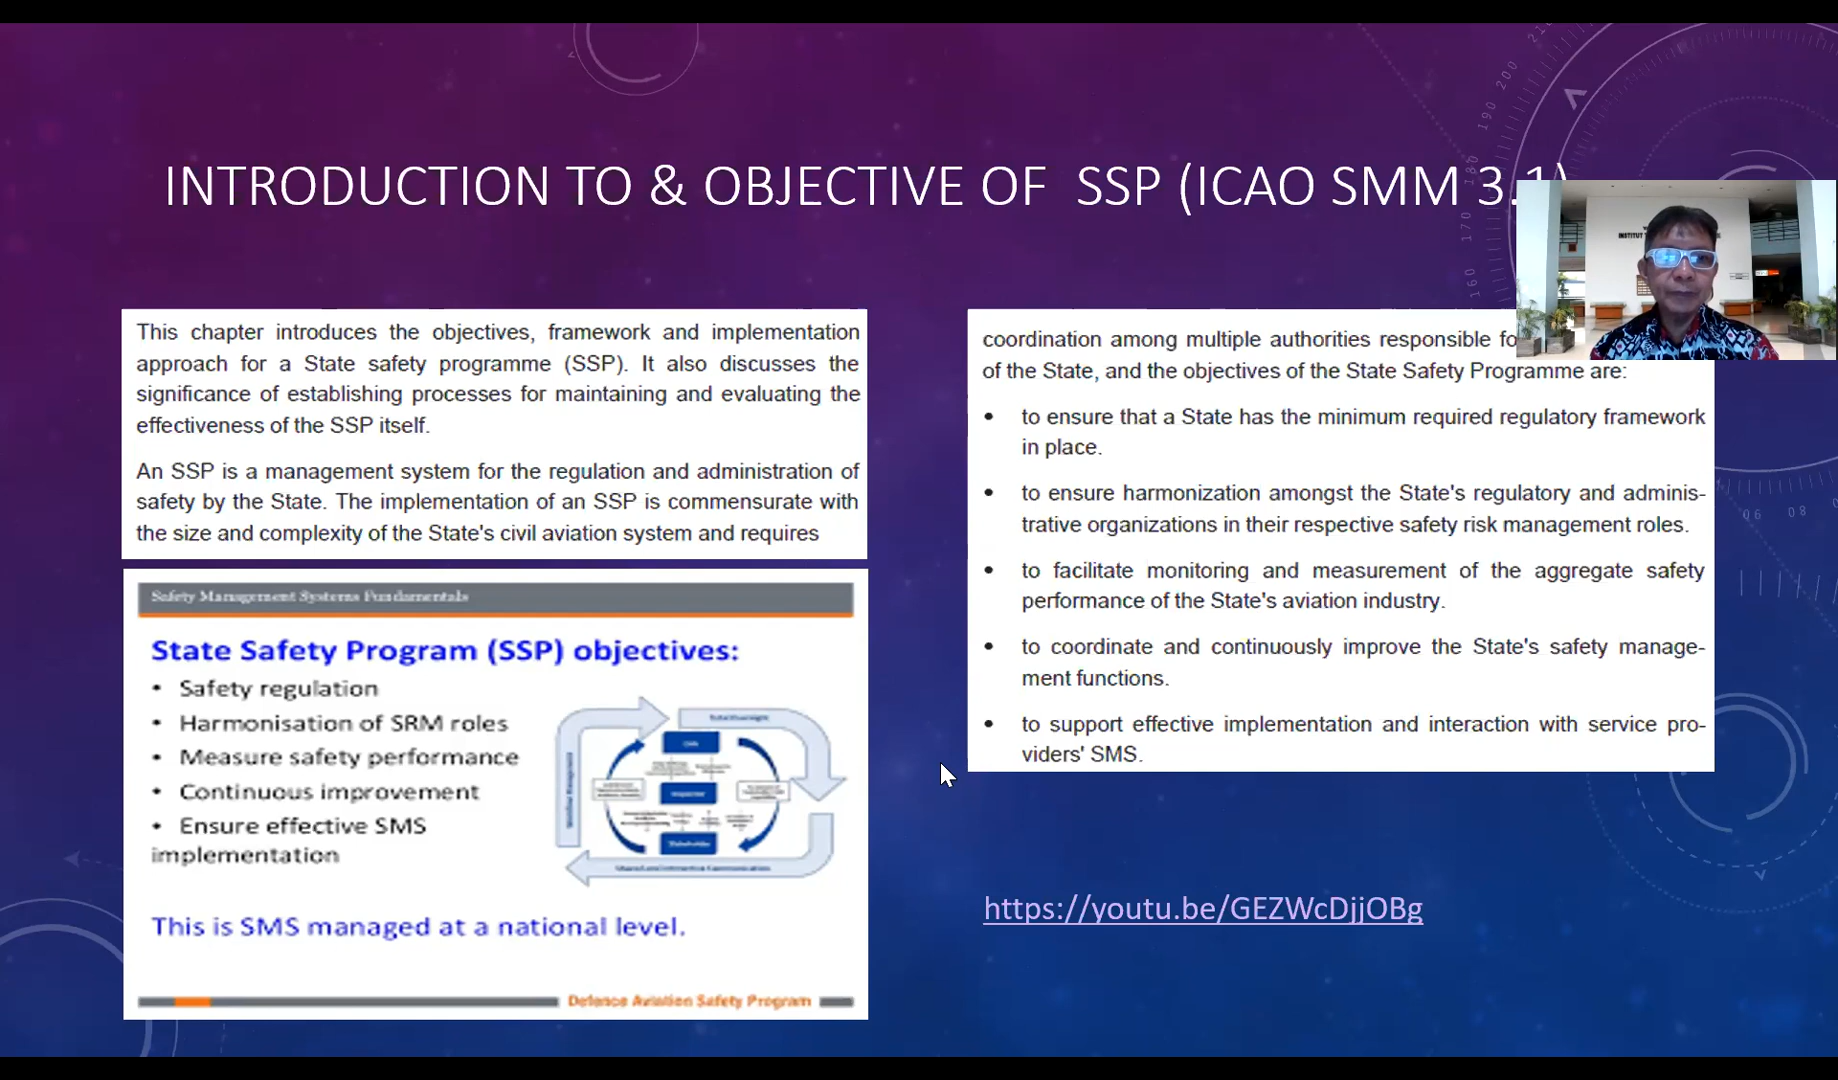 INTRODUCTION TO & OBJECTIVE OF SSP (ICAO SMM 3.1)
This chapter introduces the objectives, framework and implementation
approach for a State safety programme (SSP). It also discusses the
significance of establishing processes for maintaining and evaluating the
effectiveness of the SSP itself.
An SSP is a management system for the regulation and administration of
safety by the State. The implementation of an SSP is commensurate with
the size and complexity of the State's civil aviation system and requires
Safety Management Systems Fundamentals
State Safety Program (SSP) objectives:
• Safety regulation
• Harmonisation of SRM roles
• Measure safety performance
• Continuous improvement
• Ensure effective SMS
implementation
This is SMS managed at a national level.
Defence Aviation Safety Program
coordination among multiple authorities responsible
of the State, and the objectives of the State Safety Programme are:
• to ensure that a State has the minimum required regulatory framework
in place.
• to ensure harmonization amongst the State's regulatory and adminis-
trative organizations in their respective safety risk management roles.
• to facilitate monitoring and measurement of the aggregate safety
performance of the State's aviation industry.
• to coordinate and continuously improve the State's safety manage-
ment functions.
• to support effective implementation and interaction with service pro-
viders' SMS.
https://youtu.be/GEZWcDjjOBg
INSTITUT
210
200
190
180
170
160
06 08